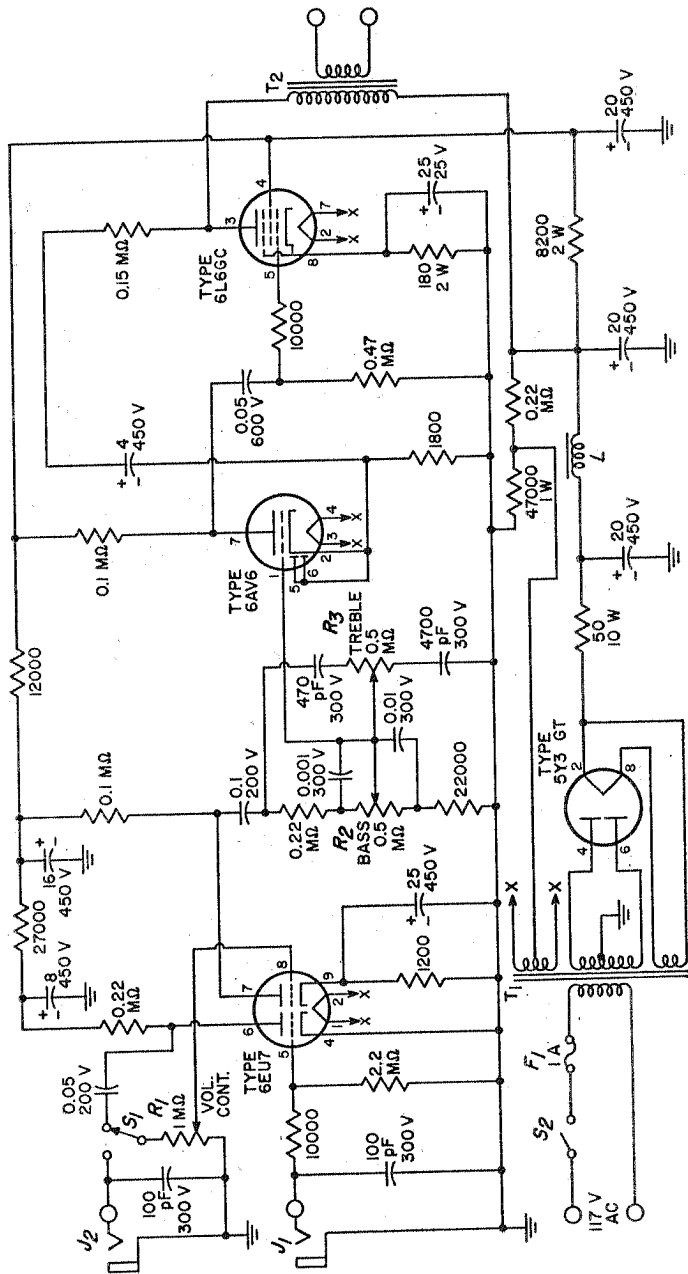 J2
100
pF
300 V
0.05
200 V
S1
R1
1 MΩ
VOL.
CONT.
0.22
MΩ
+
-
8
450 V
27000
16
+
-
450 V
0.1 MΩ
12000
0.1 MΩ
+
-
4
450 V
0.15 MΩ
T2
J1
10000
100
pF
300 V
2.2
MΩ
TYPE
6EU7
6
7
5
8
4
1
2
9
X
X
1200
+
-
25
450 V
0.1
200 V
0.22
MΩ
R2
BASS
0.5
MΩ
22000
0.001
300 V
0.01
300 V
470
pF
300 V
R3
TREBLE
0.5
MΩ
4700
pF
300 V
TYPE
6AV6
7
1
5
6
2
3
4
X
X
1800
0.05
600 V
0.47
MΩ
10000
TYPE
6L6GC
3
4
5
8
2
7
X
X
180
2 W
+
-
25
25 V
117 V
AC
S2
F1
1 A
T1
X
X
TYPE
5Y3 GT
4
6
2
8
50
10 W
+
-
20
450 V
L
47000
1 W
0.22
MΩ
+
-
20
450 V
8200
2 W
+
-
20
450 V